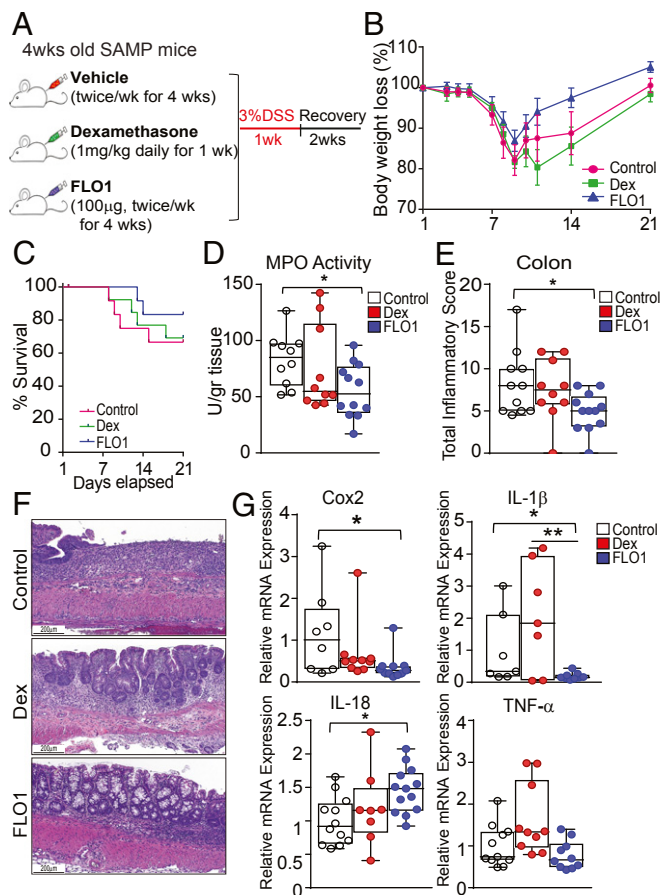 A
4wks old SAMP mice
Vehicle
(twice/wk for 4 wks)
Dexamethasone
(1mg/kg daily for 1 wk)
FLO1
(100μg, twice/wk
for 4 wks)
3%DSS
1wk
Recovery
2wks
B
Body weight loss (%)
110
100
90
80
70
1
7
14
21
Control
Dex
FLO1
C
% Survival
100
80
60
40
20
0
1
7
14
21
Days elapsed
Control
Dex
FLO1
D
MPO Activity
*
U/gr tissue
150
100
50
0
Control
Dex
FLO1
E
Colon
*
Total Inflammatory Score
20
15
10
5
0
Control
Dex
FLO1
F
Control
200μm
Dex
200μm
FLO1
200μm
G
Cox2
*
Relative mRNA Expression
4
3
2
1
0
IL-1β
*
**
Relative mRNA Expression
5
4
3
2
1
0
Control
Dex
FLO1
IL-18
*
Relative mRNA Expression
2.5
2
1.5
1
0.5
0
TNF-α
Relative mRNA Expression
4
3
2
1
0